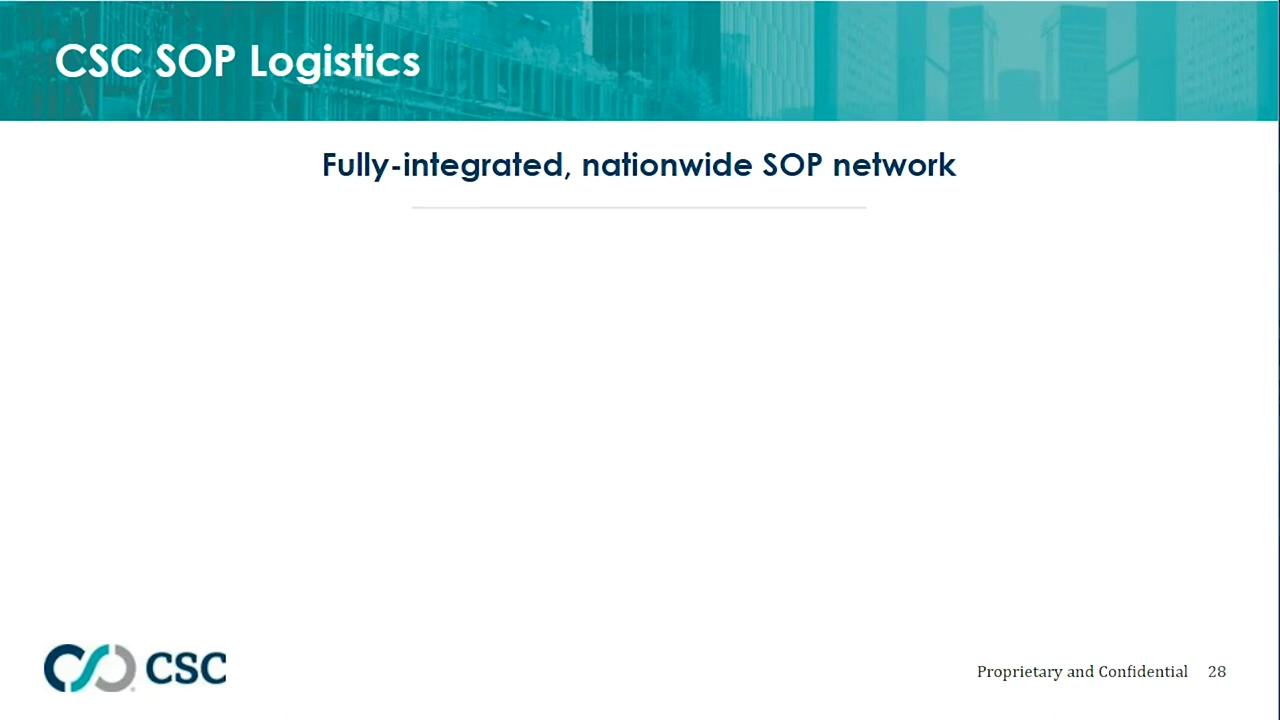 CSC SOP Logistics
Fully-integrated, nationwide SOP network
CSC
Proprietary and Confidential 28